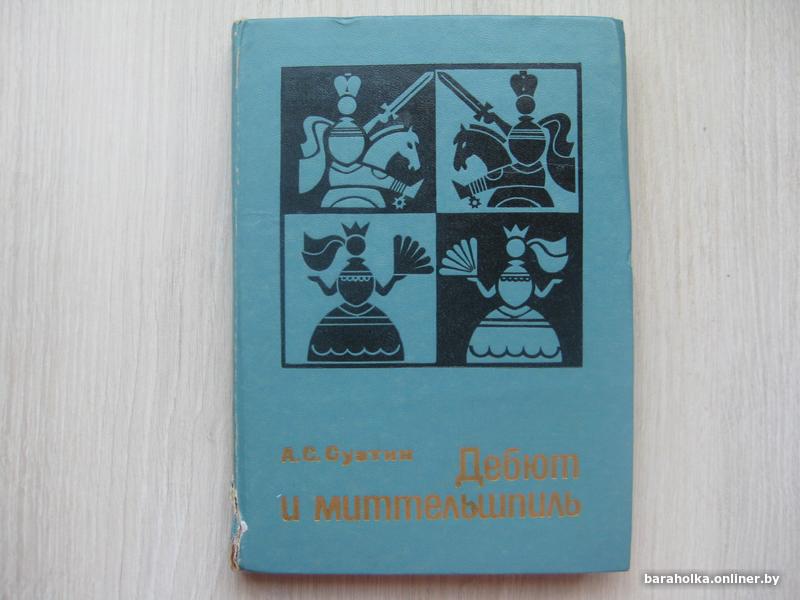 А.С.Суэтин
Дебют
и миттельшпиль
baraholka.onliner.by